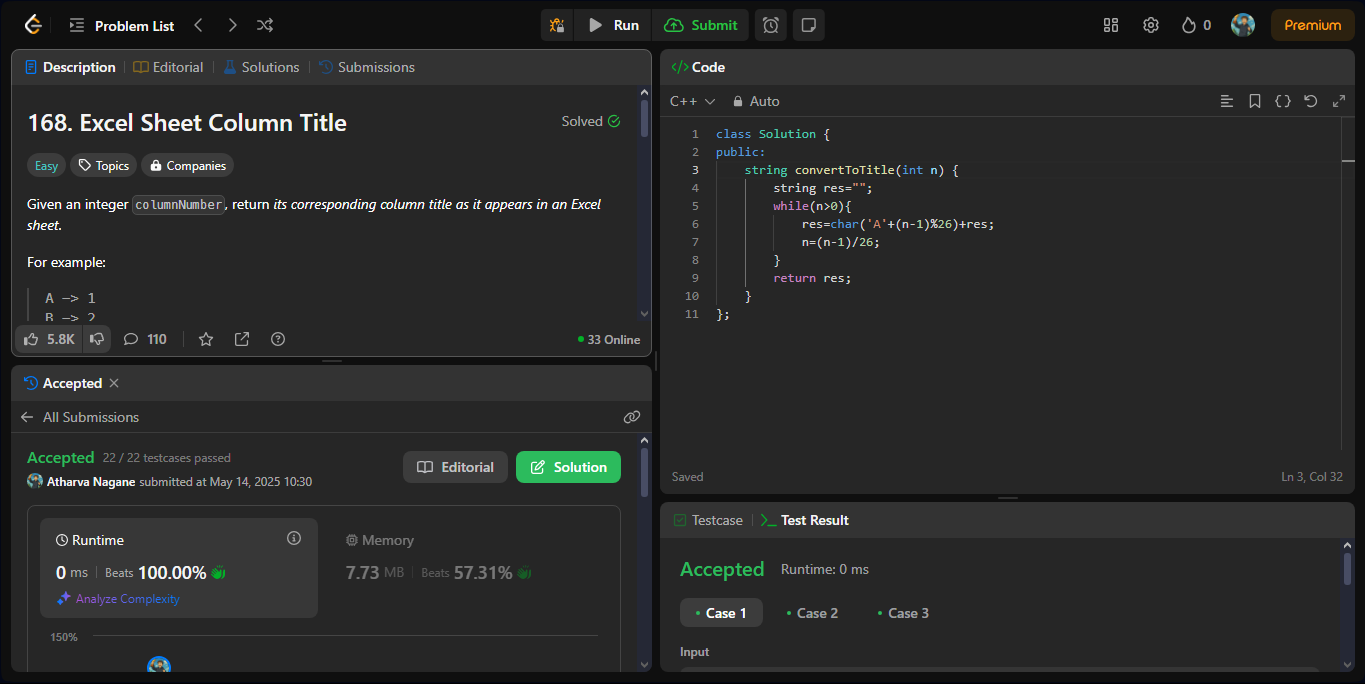 Problem List
Run
Submit
0
Premium
Description
Editorial
Solutions
Submissions
168. Excel Sheet Column Title
Solved
Easy
Topics
Companies
Given an integer columnNumber, return its corresponding column title as it appears in an Excel
sheet.
For example:
A -> 1
B -> 2
5.8K
110
33 Online
Accepted
All Submissions
Accepted 22 / 22 testcases passed
Atharva Nagane submitted at May 14, 2025 10:30
Editorial
Solution
Runtime
0 ms Beats 100.00%
Analyze Complexity
Memory
7.73 MB Beats 57.31%
150%
</> Code
C++
Auto
1 class Solution {
2 public:
3     string convertToTitle(int n) {
4         string res="";
5         while(n>0){
6             res=char('A'+(n-1)%26)+res;
7             n=(n-1)/26;
8         }
9         return res;
10     }
11 };
Saved
Ln 3, Col 32
Testcase
>_ Test Result
Accepted Runtime: 0 ms
• Case 1
• Case 2
• Case 3
Input